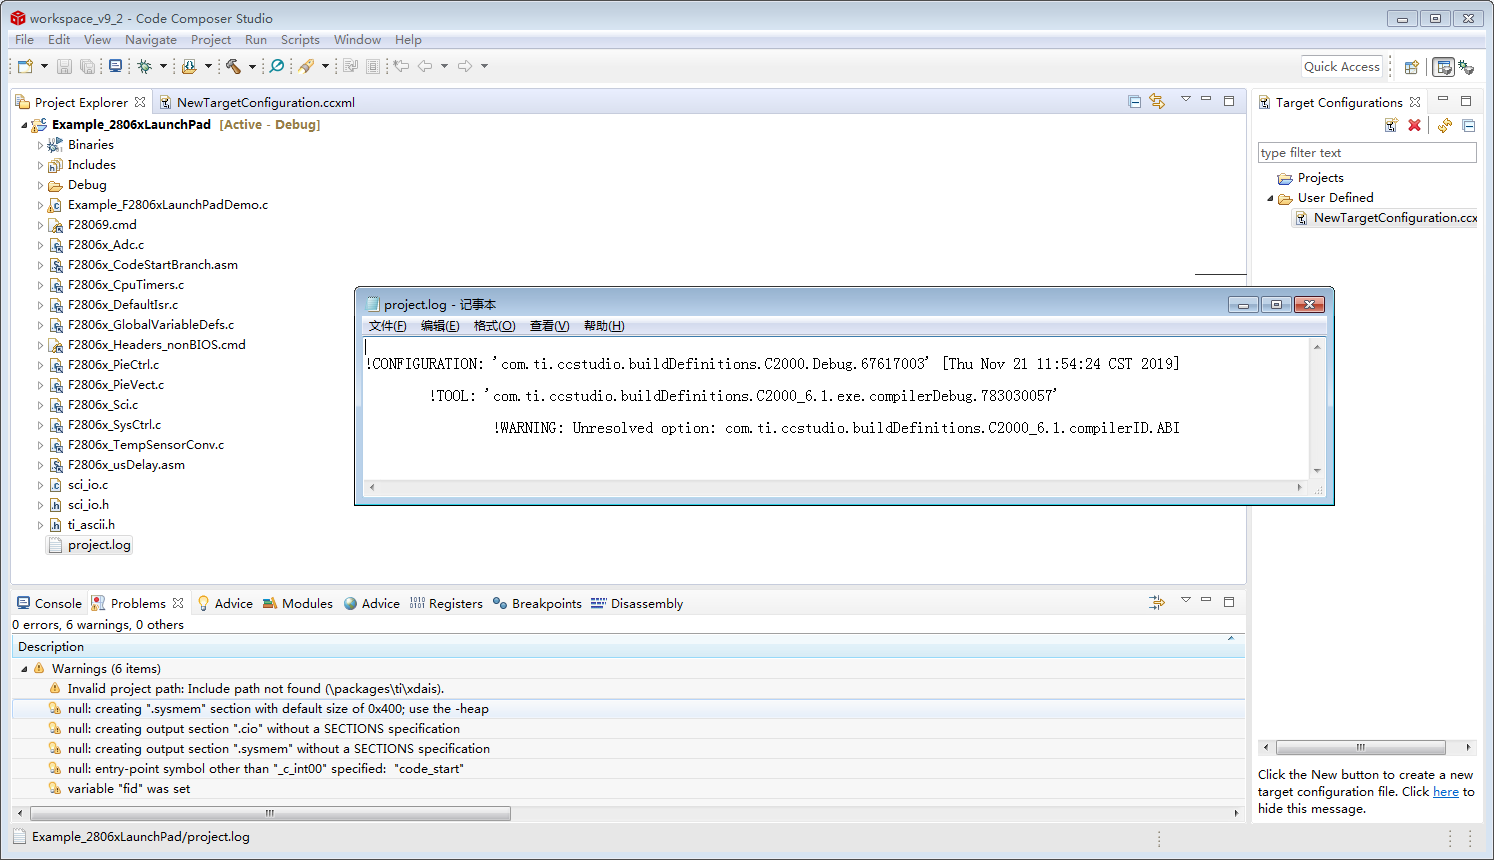 workspace_v9_2 - Code Composer Studio
File Edit View Navigate Project Run Scripts Window Help
Quick Access
Project Explorer
NewTargetConfiguration.ccxml
Example_2806xLaunchPad [Active - Debug]
Binaries
Includes
Debug
Example_F2806xLaunchPadDemo.c
F28069.cmd
F2806x_Adc.c
F2806x_CodeStartBranch.asm
F2806x_CpuTimers.c
F2806x_DefaultIsr.c
F2806x_GlobalVariableDefs.c
F2806x_Headers_nonBIOS.cmd
F2806x_PieCtrl.c
F2806x_PieVect.c
F2806x_Sci.c
F2806x_SysCtrl.c
F2806x_TempSensorConv.c
F2806x_usDelay.asm
sci_io.c
sci_io.h
ti_ascii.h
project.log
project.log - 记事本
文件(F) 编辑(E) 格式(O) 查看(V) 帮助(H)
!CONFIGURATION: 'com.ti.ccstudio.buildDefinitions.C2000.Debug.67617003' [Thu Nov 21 11:54:24 CST 2019]
!TOOL: 'com.ti.ccstudio.buildDefinitions.C2000_6.1.exe.compilerDebug.783030057'
!WARNING: Unresolved option: com.ti.ccstudio.buildDefinitions.C2000_6.1.compilerID.ABI
Target Configurations
type filter text
Projects
User Defined
NewTargetConfiguration.ccx
Click the New button to create a new
target configuration file. Click here to
hide this message.
Console Problems Advice Modules Advice Registers Breakpoints Disassembly
0 errors, 6 warnings, 0 others
Description
Warnings (6 items)
Invalid project path: Include path not found (\packages\ti\xdais).
null: creating ".sysmem" section with default size of 0x400; use the -heap
null: creating output section ".cio" without a SECTIONS specification
null: creating output section ".sysmem" without a SECTIONS specification
null: entry-point symbol other than "_c_int00" specified: "code_start"
variable "fid" was set
Example_2806xLaunchPad/project.log